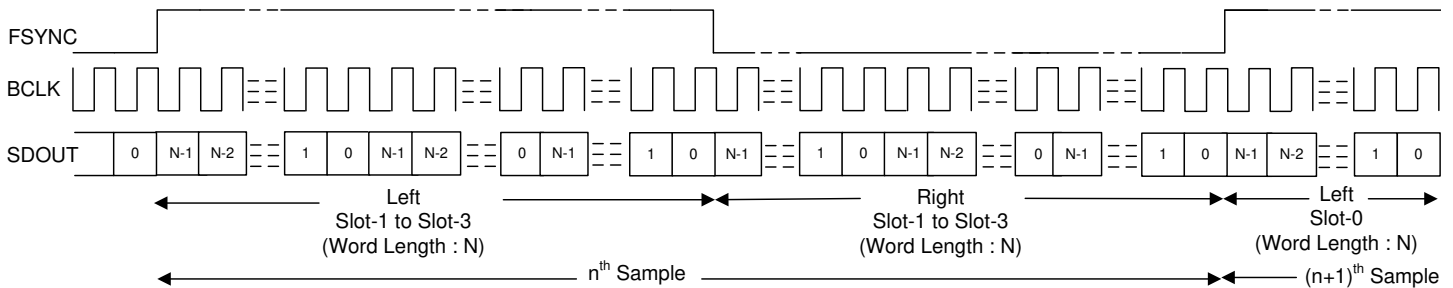 FSYNC
BCLK
SDOUT 0 N-1 N-2 1 0 N-1 N-2 0 N-1 1 0 N-1 1 0 N-1 N-2 0 N-1 1 0 N-1 N-2 1 0
Left
Slot-1 to Slot-3
(Word Length : N)
Right
Slot-1 to Slot-3
(Word Length : N)
Left
Slot-0
(Word Length : N)
nth Sample
(n+1)th Sample